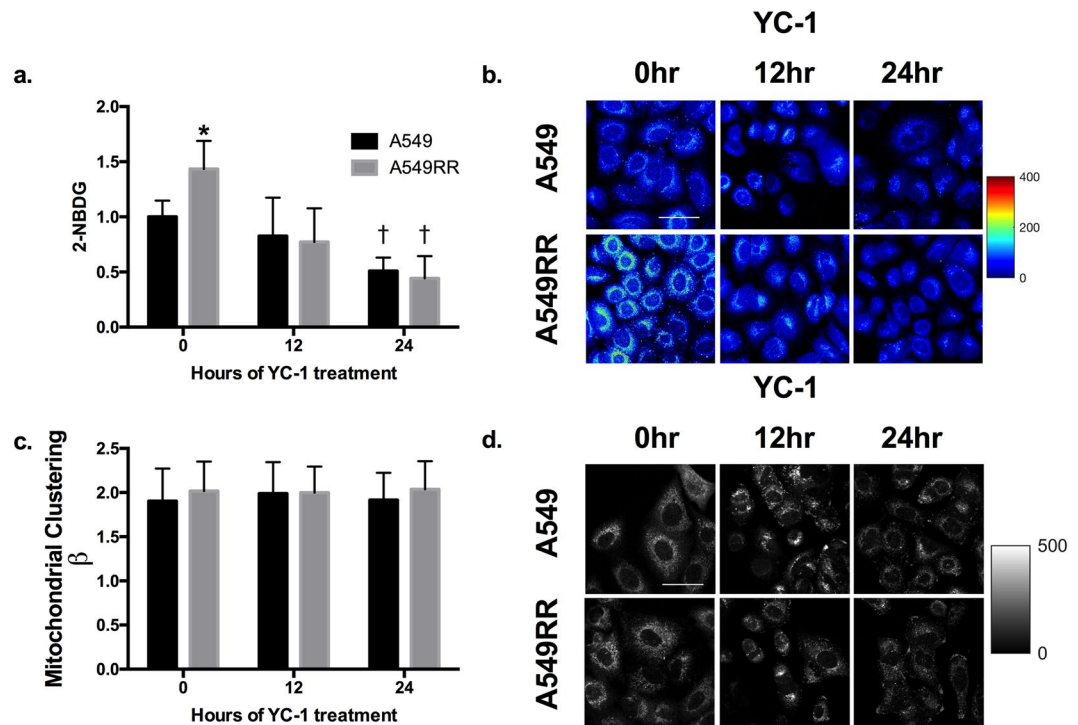 YC-1
a.
b.
0hr 12hr 24hr
2.0
*
A549
A549RR
1.5
1.0
0.5
0.0
2-NBDG
† †
0 12 24
Hours of YC-1 treatment
A549
A549RR
400
300
200
100
0
YC-1
c.
d.
0hr 12hr 24hr
2.5
2.0
1.5
1.0
0.5
0.0
Mitochondrial Clustering
β
0 12 24
Hours of YC-1 treatment
A549
A549RR
500
0